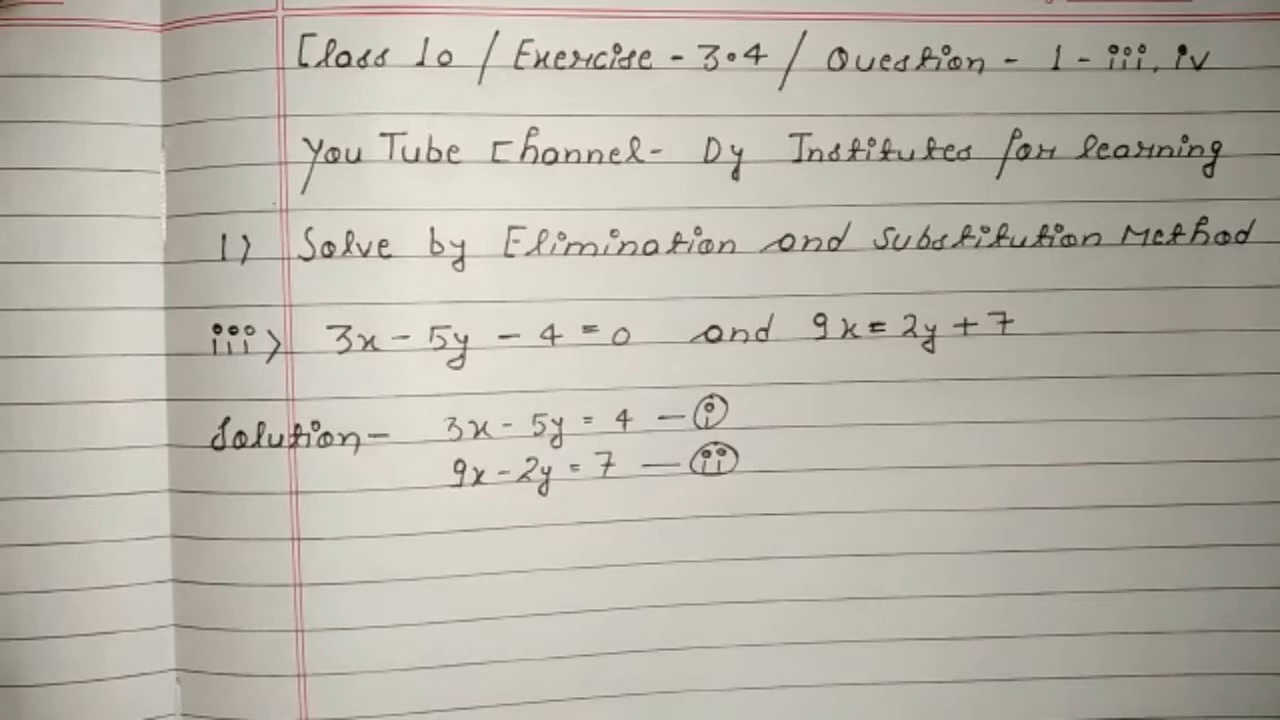 Class 10 / Exercise - 3.4 / Question - 1 - iii, iv
YouTube Channel - Dy Institutes for learning
1) Solve by Elimination and Substitution Method
iii) 3x - 5y - 4 = 0 and 9x = 2y + 7
Solution - 3x - 5y = 4 — (i)
9x - 2y = 7 — (ii)